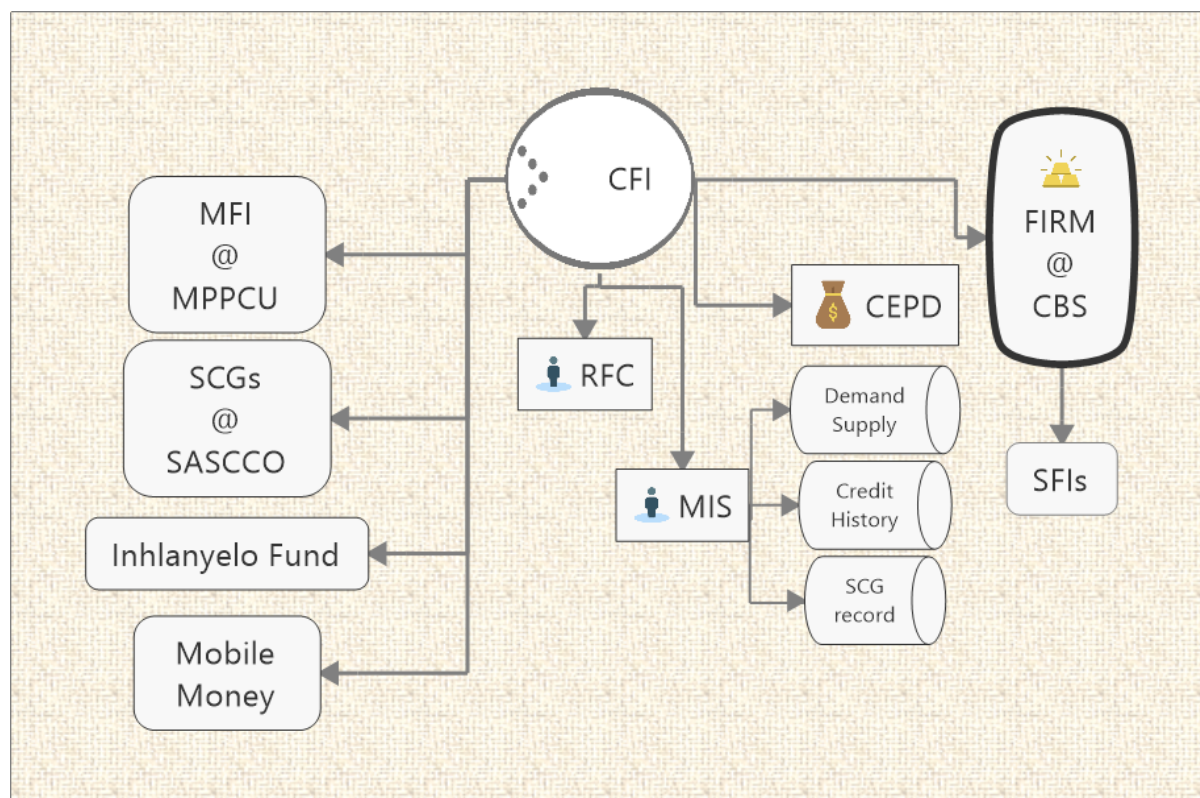 CFI
MFI
@
MPPCU
SCGs
@
SASCCO
Inhlanyelo Fund
Mobile
Money
RFC
MIS
CEPD
$
Demand
Supply
Credit
History
SCG
record
FIRM
@
CBS
SFIs